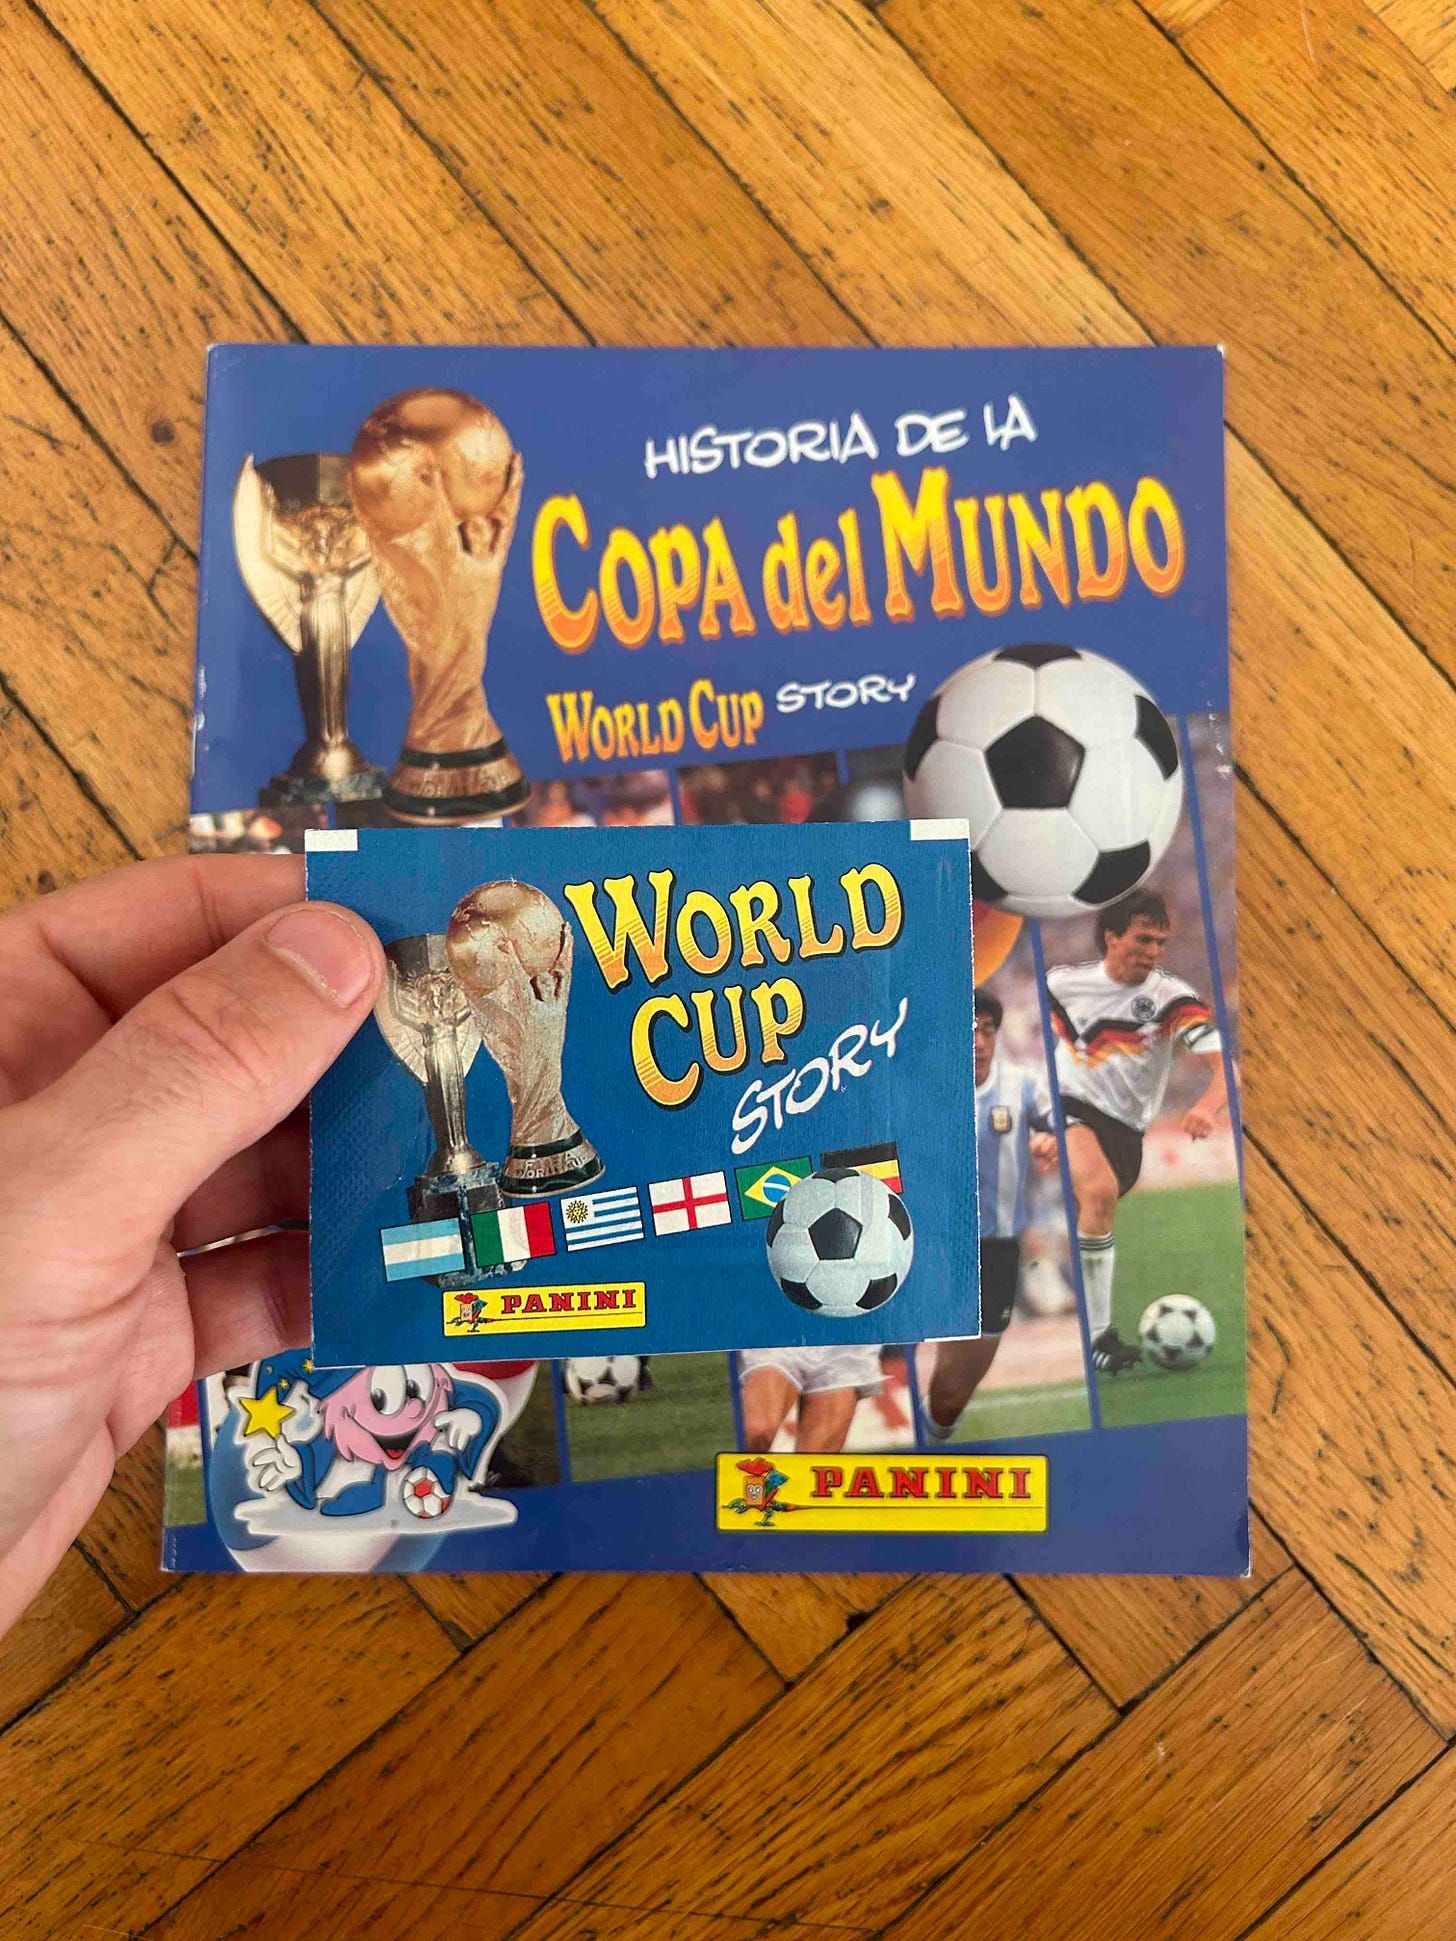 HISTORIA DE LA
COPA del MUNDO
WORLD CUP STORY
WORLD
CUP
STORY
PANINI
PANINI